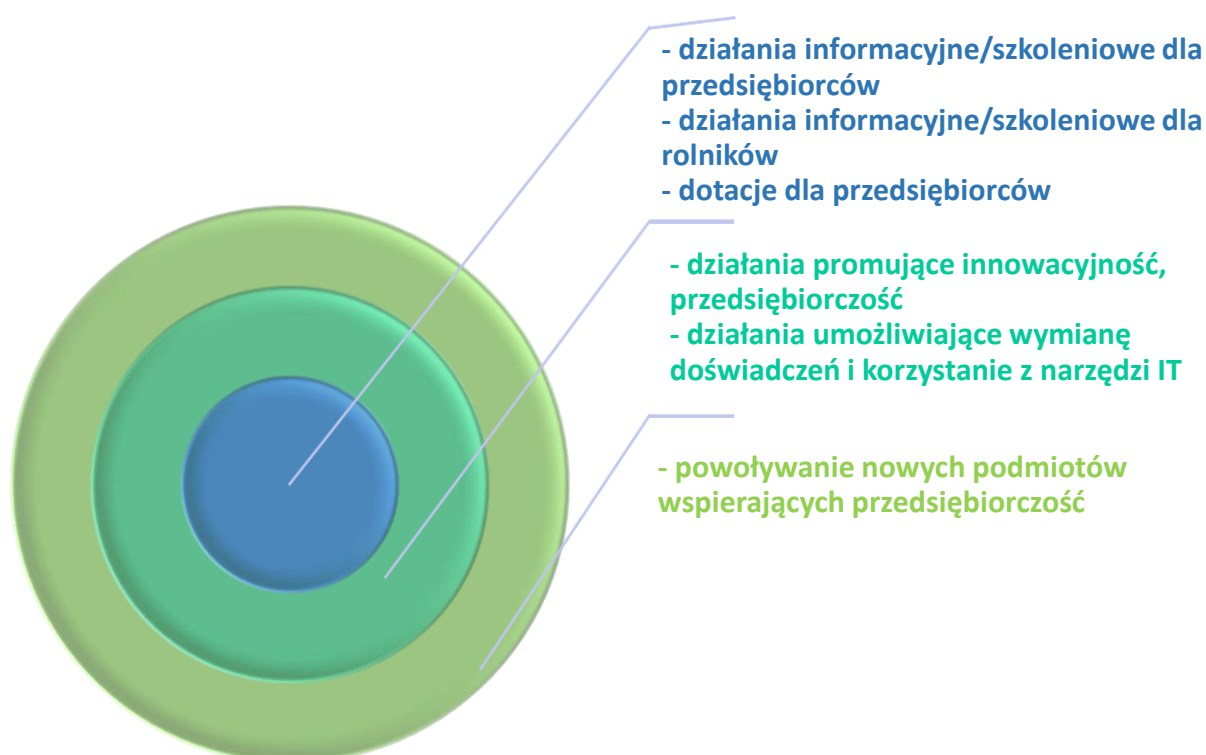 - działania informacyjne/szkoleniowe dla
przedsiębiorców
- działania informacyjne/szkoleniowe dla
rolników
- dotacje dla przedsiębiorców
- działania promujące innowacyjność,
przedsiębiorczość
- działania umożliwiające wymianę
doświadczeń i korzystanie z narzędzi IT
- powoływanie nowych podmiotów
wspierających przedsiębiorczość